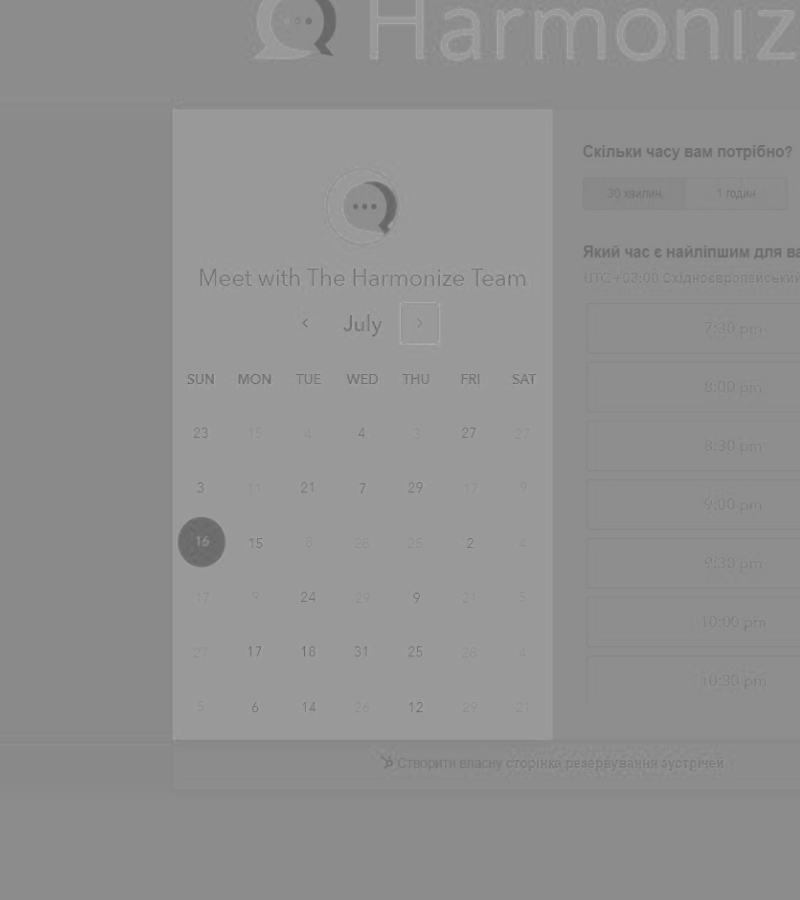 Harmoniz
Meet with The Harmonize Team
‹ July ›
SUN MON TUE WED THU FRI SAT
23 15 4 4 3 27 27
3 11 21 7 29 17 9
16 15 8 28 25 2 4
17 9 24 29 9 21 5
27 17 18 31 25 28 4
5 6 14 26 12 29 21
Скільки часу вам потрібно?
30 хвилин 1 годин
Який час є найліпшим для ва
UTC +03:00 Східноєвропейський
7:30 pm
8:00 pm
8:30 pm
9:00 pm
9:30 pm
10:00 pm
10:30 pm
Створити власну сторінка резервування зустрічей